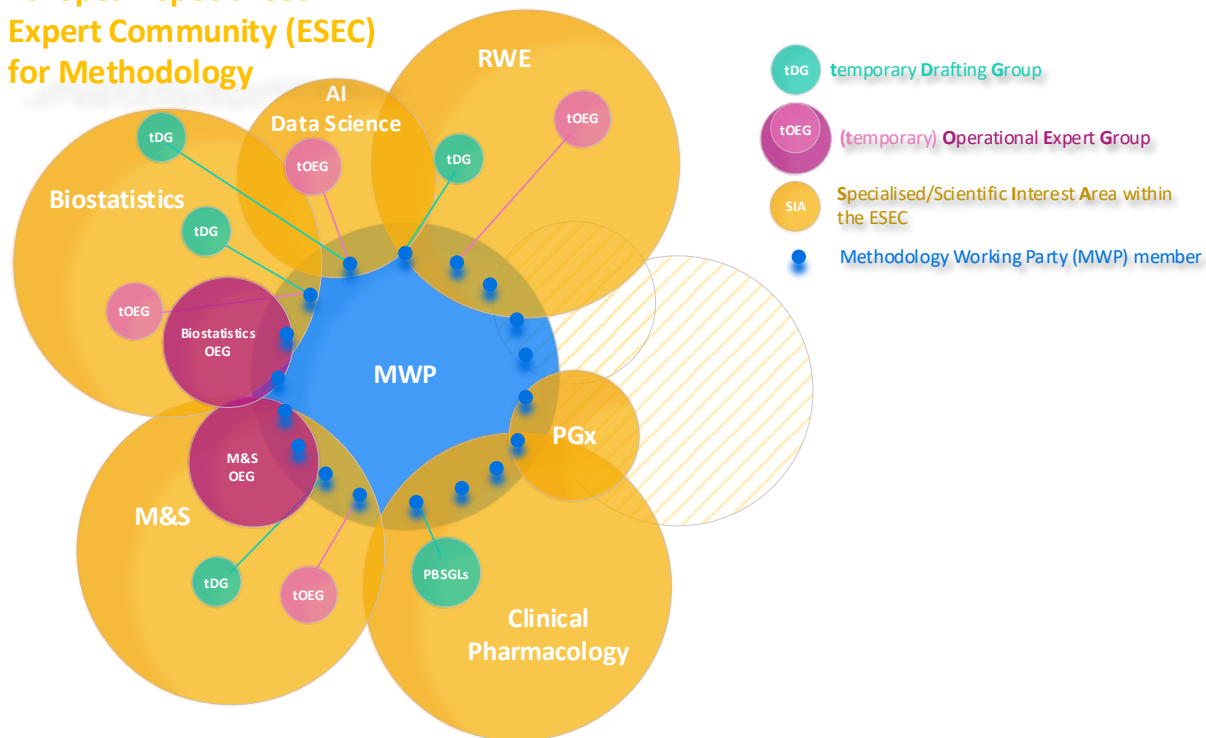 Expert Community (ESEC)
for Methodology
RWE
AI
Data Science
tDG
tOEG
tOEG
tDG
Biostatistics
tDG
tOEG
Biostatistics
OEG
MWP
M&S
OEG
PGx
M&S
tDG
tOEG
PBSGLs
Clinical
Pharmacology
tDG
temporary Drafting Group
tOEG
(temporary) Operational Expert Group
SIA
Specialised/Scientific Interest Area within
the ESEC
Methodology Working Party (MWP) member